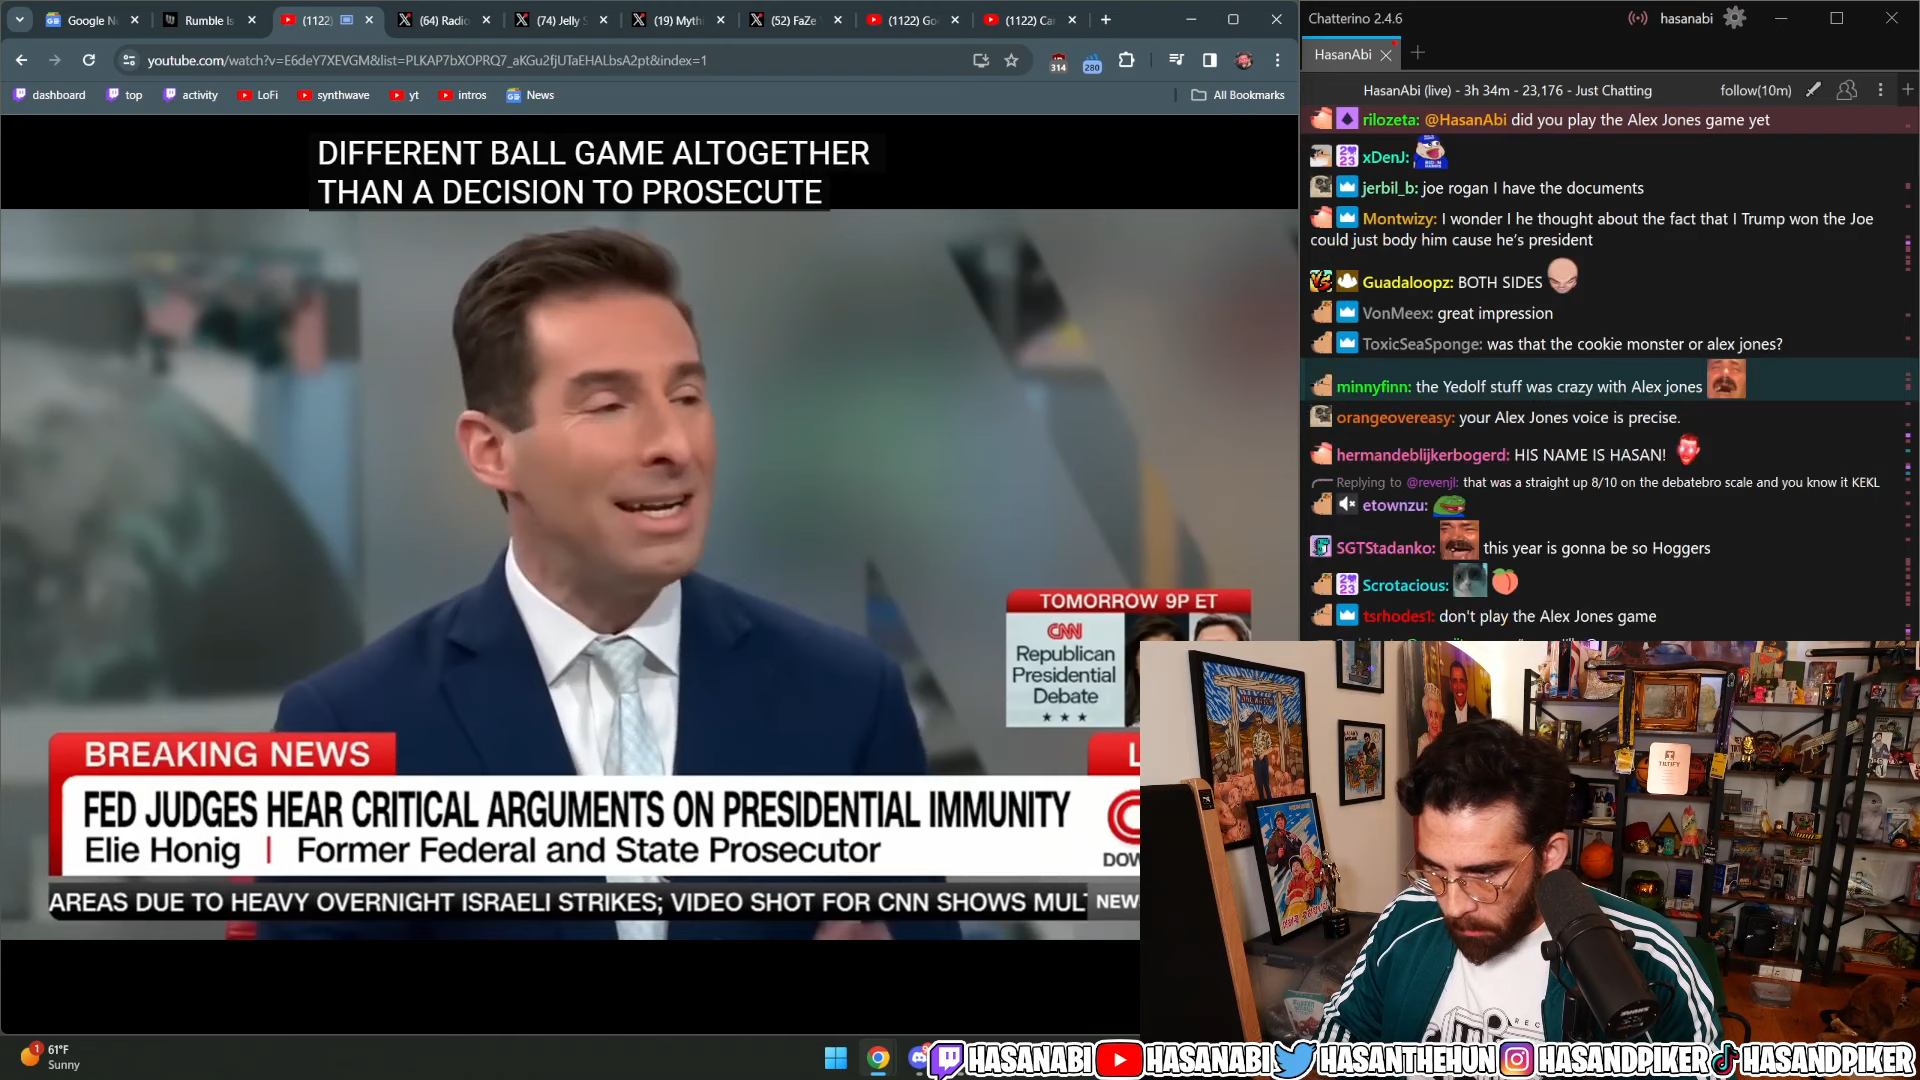 Google N
Rumble Is
(1122)
(64) Radio
(74) Jelly S
(19) Myth
(52) FaZe
(1122) Go
(1122) Ca
youtube.com/watch?v=E6deY7XEVGM&list=PLKAP7bXOPRQ7_aKGu2fjUTaEHALbsA2pt&index=1
314
280
dashboard
top
activity
LoFi
synthwave
yt
intros
News
All Bookmarks
DIFFERENT BALL GAME ALTOGETHER
THAN A DECISION TO PROSECUTE
TOMORROW 9P ET
CNN
Republican
Presidential
Debate
BREAKING NEWS
FED JUDGES HEAR CRITICAL ARGUMENTS ON PRESIDENTIAL IMMUNITY
Elie Honig | Former Federal and State Prosecutor
AREAS DUE TO HEAVY OVERNIGHT ISRAELI STRIKES; VIDEO SHOT FOR CNN SHOWS MUL
Chatterino 2.4.6
hasanabi
HasanAbi
HasanAbi (live) - 3h 34m - 23,176 - Just Chatting
follow(10m)
rilozeta: @HasanAbi did you play the Alex Jones game yet
xDenJ:
jerbil_b: joe rogan I have the documents
Montwizy: I wonder I he thought about the fact that I Trump won the Joe
could just body him cause he's president
Guadaloopz: BOTH SIDES
VonMeex: great impression
ToxicSeaSponge: was that the cookie monster or alex jones?
minnyfinn: the Yedolf stuff was crazy with Alex jones
orangeovereasy: your Alex Jones voice is precise.
hermandeblijkerbogerd: HIS NAME IS HASAN!
Replying to @revenjl: that was a straight up 8/10 on the debatebro scale and you know it KEKL
etownzu:
SGTStadanko: this year is gonna be so Hoggers
Scrotacious:
tsrhodes1: don't play the Alex Jones game
TILTIFY
1
61°F
Sunny
HASANABI
HASANABI
HASANTHEHUN
HASANDPIKER
HASANDPIKER